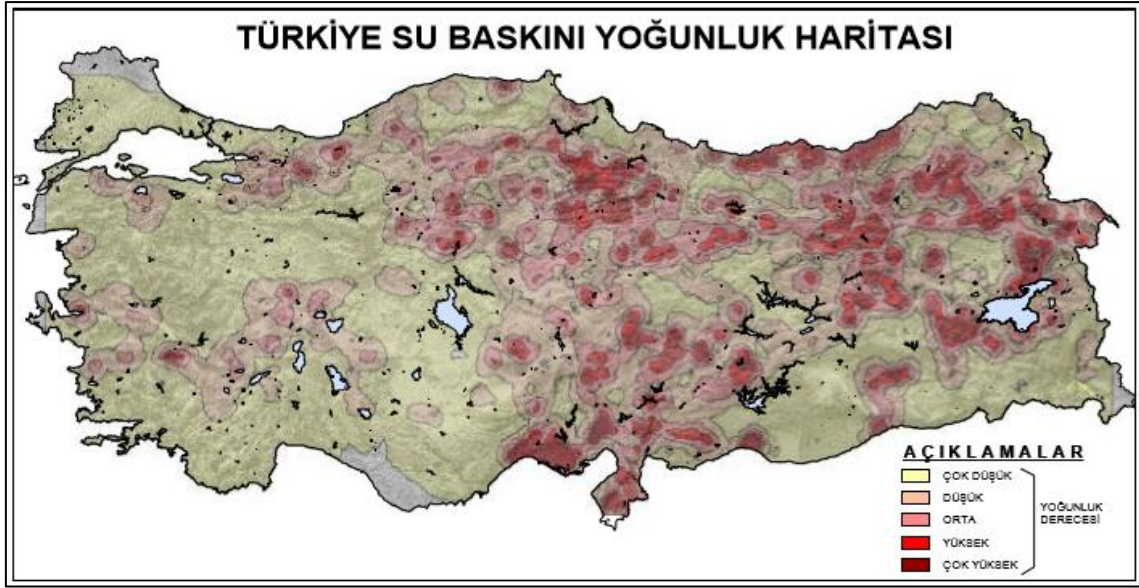 TÜRKİYE SU BASKINI YOĞUNLUK HARİTASI
AÇIKLAMALAR
ÇOK DÜŞÜK
DÜŞÜK
ORTA
YÜKSEK
ÇOK YÜKSEK
YOĞUNLUK
DERECESİ